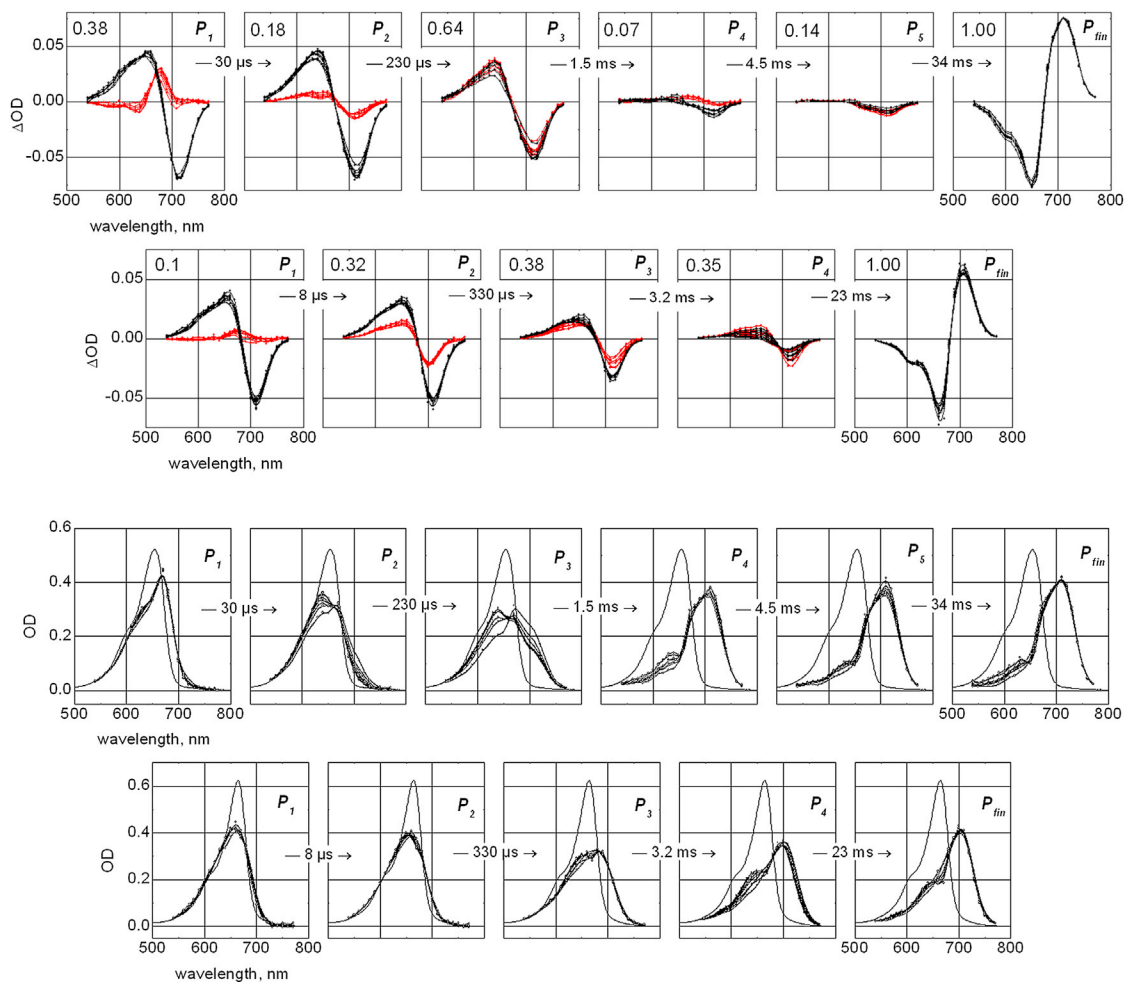 0.38 P1 0.18 P2 0.64 P3 0.07 P4 0.14 P5 1.00 Pfin
0.05
30 µs → 230 µs → 1.5 ms → 4.5 ms → 34 ms →
ΔOD 0.00
-0.05
500 600 700 800 500 600 700 800
wavelength, nm
0.1 P1 0.32 P2 0.38 P3 0.35 P4 1.00 Pfin
0.05
8 µs → 330 µs → 3.2 ms → 23 ms →
ΔOD 0.00
-0.05
500 600 700 800 500 600 700 800
wavelength, nm
0.6
P1 P2 P3 P4 P5 Pfin
0.4
30 µs → 230 µs → 1.5 ms → 4.5 ms → 34 ms →
OD 0.2
0.0
500 600 700 800 500 600 700 800
wavelength, nm
0.6
P1 P2 P3 P4 Pfin
0.4
OD 8 µs → 330 µs → 3.2 ms → 23 ms →
0.2
0.0
500 600 700 800 500 600 700 800
wavelength, nm